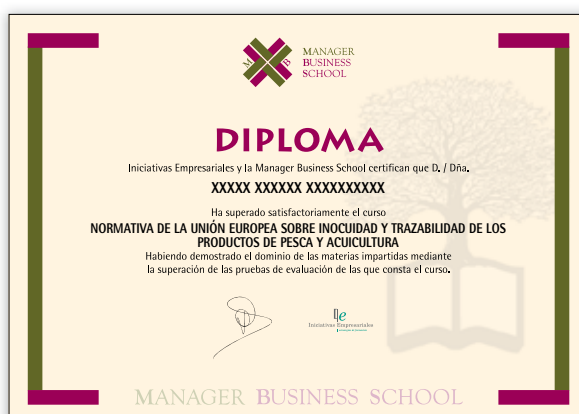 M B
MANAGER
BUSINESS
SCHOOL
DIPLOMA
Iniciativas Empresariales y la Manager Business School certifican que D. / Dña.
XXXXX XXXXXX XXXXXXXXXX
Ha superado satisfactoriamente el curso
NORMATIVA DE LA UNIÓN EUROPEA SOBRE INOCUIDAD Y TRAZABILIDAD DE LOS
PRODUCTOS DE PESCA Y ACUICULTURA
Habiendo demostrado el dominio de las materias impartidas mediante
la superación de las pruebas de evaluación de las que consta el curso.
Ie
Iniciativas Empresariales
MANAGER BUSINESS SCHOOL